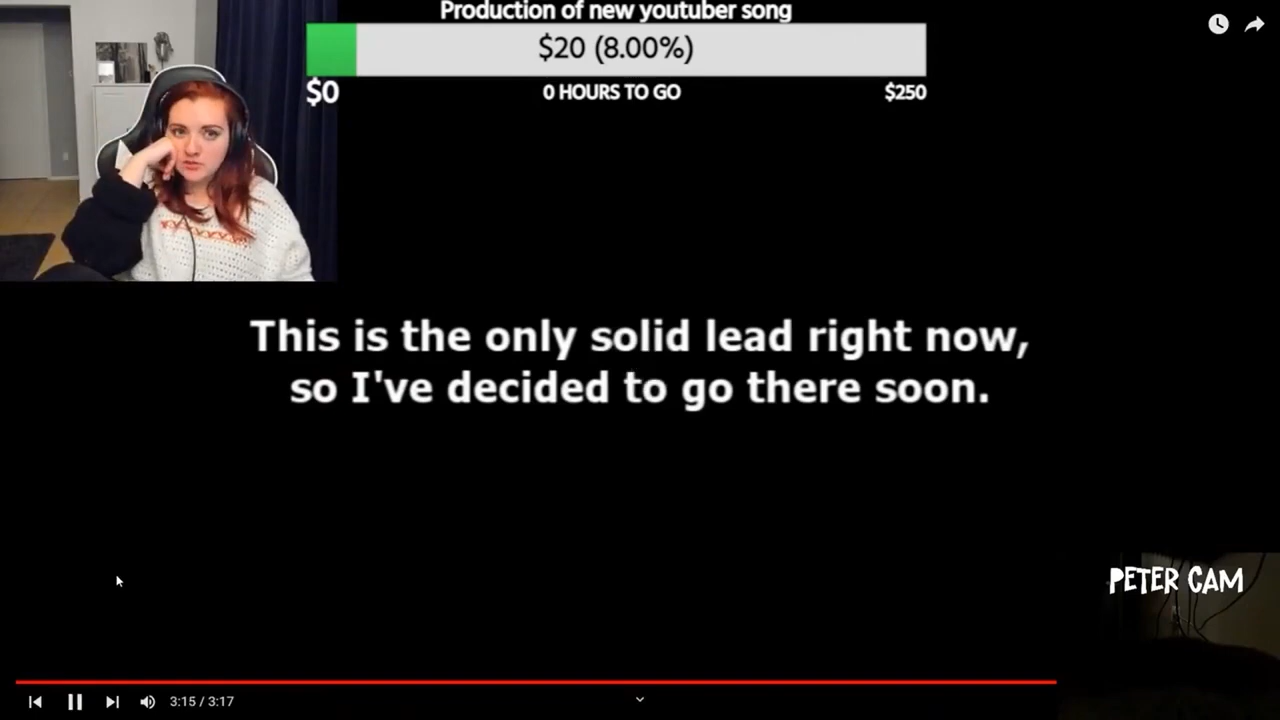 Production of new youtuber song
$20 (8.00%)
$0
0 HOURS TO GO
$250
This is the only solid lead right now,
so I've decided to go there soon.
PETER CAM
3:15 / 3:17